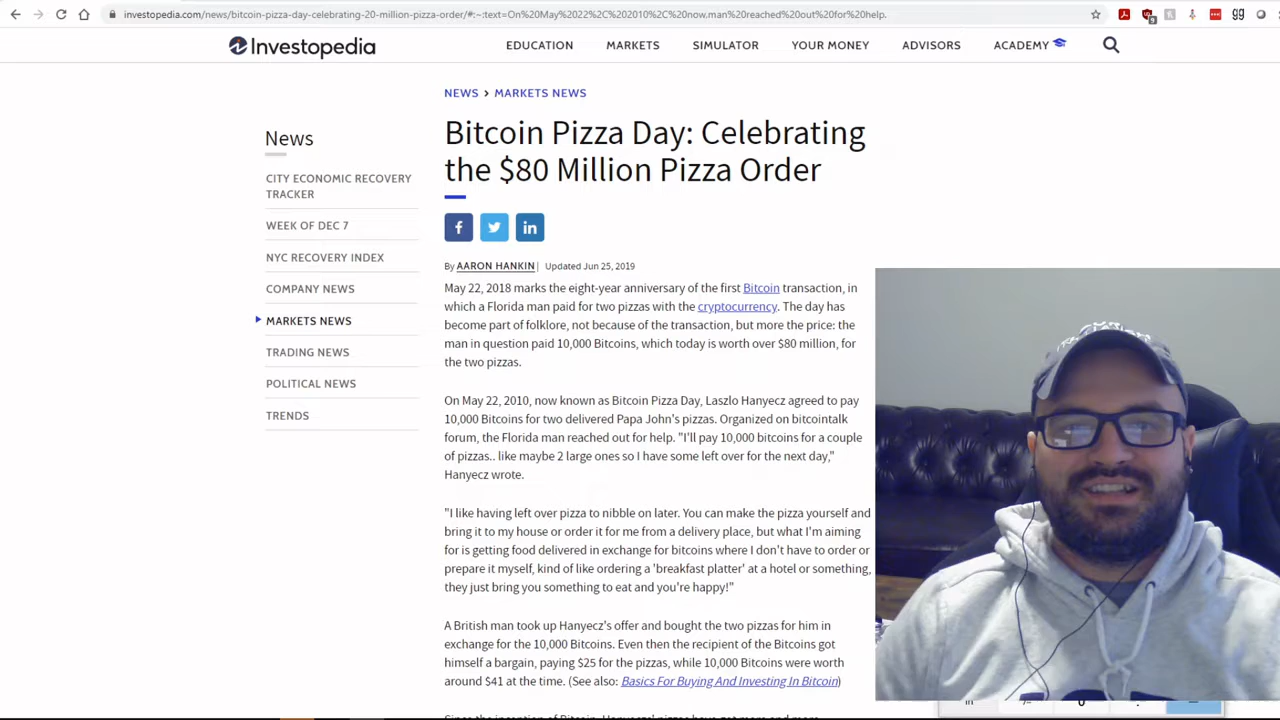 investopedia.com/news/bitcoin-pizza-day-celebrating-20-million-pizza-order/#:~:text=On%20May%2022%2C%202010%2C%20now,man%20reached%20out%20for%20help.
9
Investopedia
EDUCATION MARKETS SIMULATOR YOUR MONEY ADVISORS ACADEMY
NEWS > MARKETS NEWS
News
CITY ECONOMIC RECOVERY
TRACKER
WEEK OF DEC 7
NYC RECOVERY INDEX
COMPANY NEWS
MARKETS NEWS
TRADING NEWS
POLITICAL NEWS
TRENDS
Bitcoin Pizza Day: Celebrating
the $80 Million Pizza Order
By AARON HANKIN | Updated Jun 25, 2019
May 22, 2018 marks the eight-year anniversary of the first Bitcoin transaction, in
which a Florida man paid for two pizzas with the cryptocurrency. The day has
become part of folklore, not because of the transaction, but more the price: the
man in question paid 10,000 Bitcoins, which today is worth over $80 million, for
the two pizzas.
On May 22, 2010, now known as Bitcoin Pizza Day, Laszlo Hanyecz agreed to pay
10,000 Bitcoins for two delivered Papa John's pizzas. Organized on bitcointalk
forum, the Florida man reached out for help. "I'll pay 10,000 bitcoins for a couple
of pizzas.. like maybe 2 large ones so I have some left over for the next day,"
Hanyecz wrote.
"I like having left over pizza to nibble on later. You can make the pizza yourself and
bring it to my house or order it for me from a delivery place, but what I'm aiming
for is getting food delivered in exchange for bitcoins where I don't have to order or
prepare it myself, kind of like ordering a 'breakfast platter' at a hotel or something,
they just bring you something to eat and you're happy!"
A British man took up Hanyecz's offer and bought the two pizzas for him in
exchange for the 10,000 Bitcoins. Even then the recipient of the Bitcoins got
himself a bargain, paying $25 for the pizzas, while 10,000 Bitcoins were worth
around $41 at the time. (See also: Basics For Buying And Investing In Bitcoin)